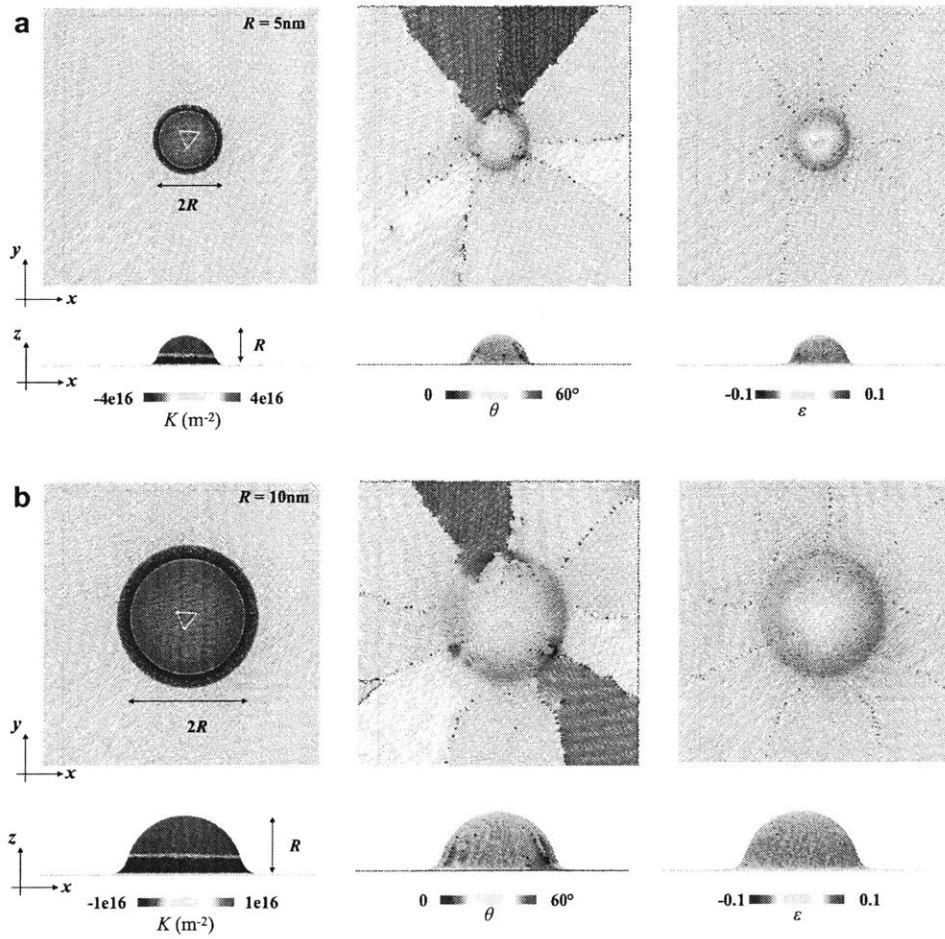 a
R = 5nm
2R
y
x
z
x
R
-4e16 4e16
K (m-2)
0 60°
θ
-0.1 0.1
ε
b
R = 10nm
2R
y
x
z
x
R
-1e16 1e16
K (m-2)
0 60°
θ
-0.1 0.1
ε